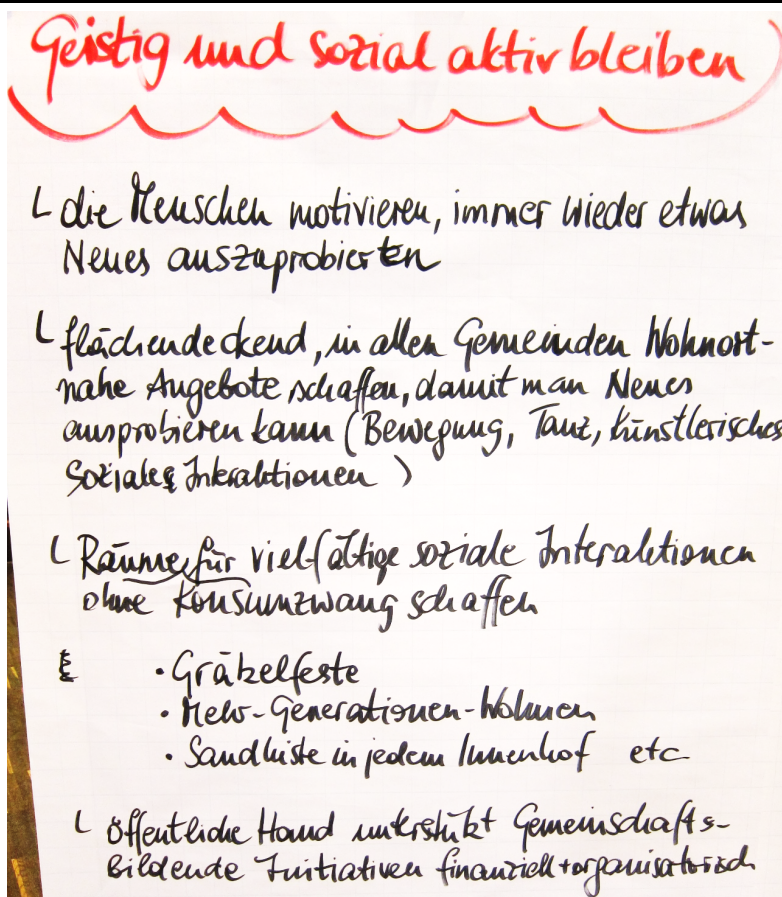 Geistig und sozial aktiv bleiben
└ die Menschen motivieren, immer wieder etwas
Neues auszuprobierten
└ flächendeckend, in allen Gemeinden Wohnort-
nahe Angebote schaffen, damit man Neues
ausprobieren kann (Bewegung, Tanz, künstlerisches
Soziales Interaktionen )
└ Räume für vielfältige soziale Interaktionen
ohne Konsumzwang schaffen
• Grätzelfeste
• Mehr-Generationen-Wohnen
• Sandkiste in jedem Innenhof etc
└ öffentliche Hand unterstützt Gemeinschafts-
Bildende Initiativen finanziell + organisatorisch